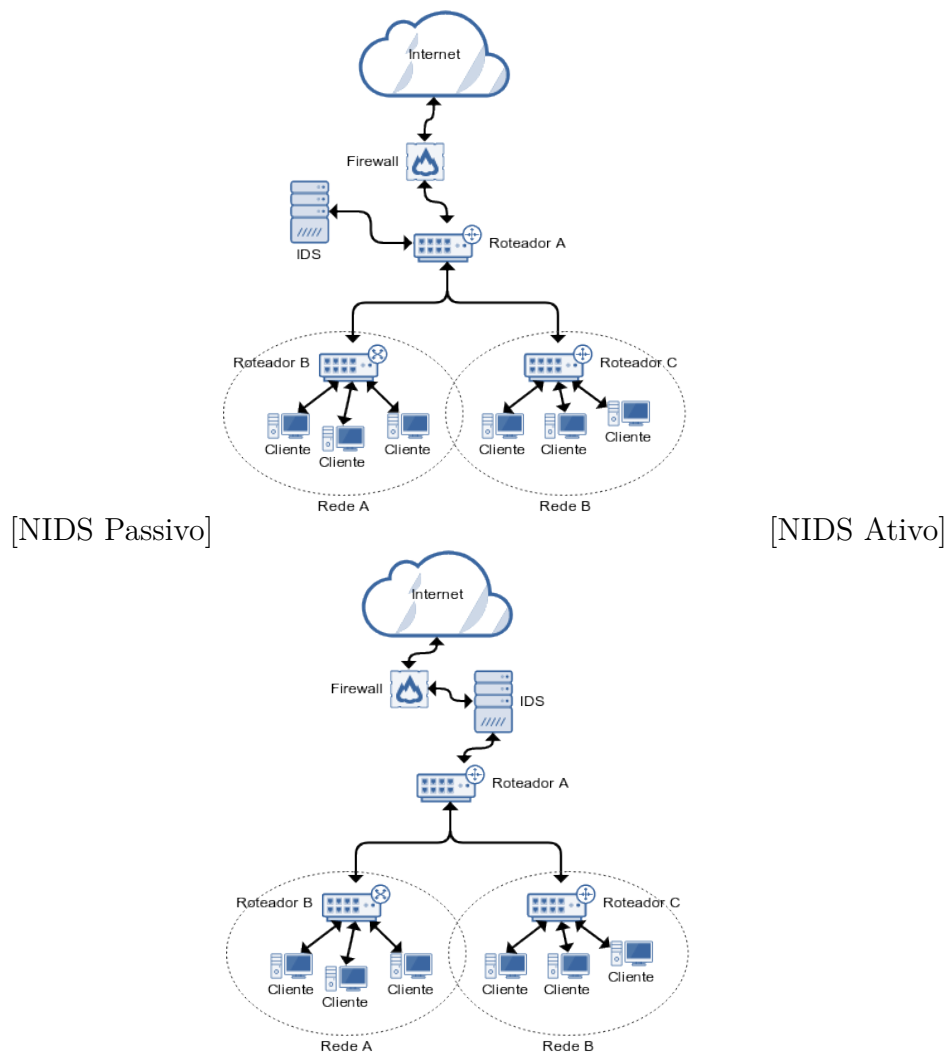 Internet
Firewall
IDS
Roteador A
Roteador B
Roteador C
Cliente
Cliente
Cliente
Cliente
Cliente
Cliente
Rede A
Rede B
[NIDS Passivo]
[NIDS Ativo]
Internet
Firewall
IDS
Roteador A
Roteador B
Roteador C
Cliente
Cliente
Cliente
Cliente
Cliente
Cliente
Rede A
Rede B